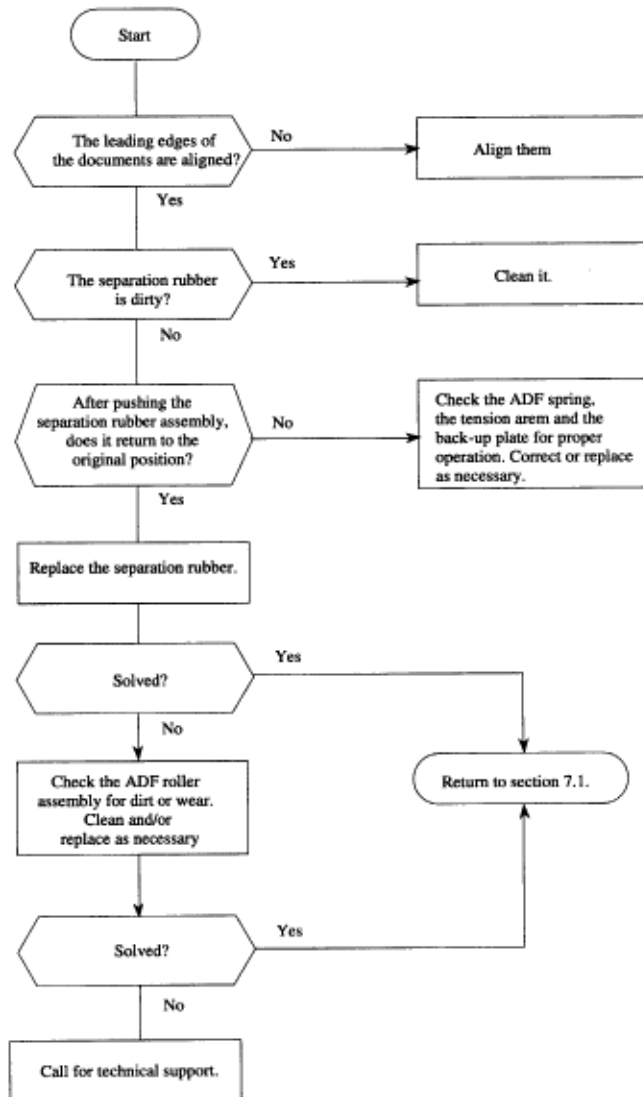 Start
The leading edges of
the documents are aligned?
No
Align them
Yes
The separation rubber
is dirty?
Yes
Clean it.
No
After pushing the
separation rubber assembly,
does it return to the
original position?
No
Check the ADF spring,
the tension arem and the
back-up plate for proper
operation. Correct or replace
as necessary.
Yes
Replace the separation rubber.
Solved?
Yes
No
Check the ADF roller
assembly for dirt or wear.
Clean and/or
replace as necessary
Return to section 7.1.
Solved?
Yes
No
Call for technical support.